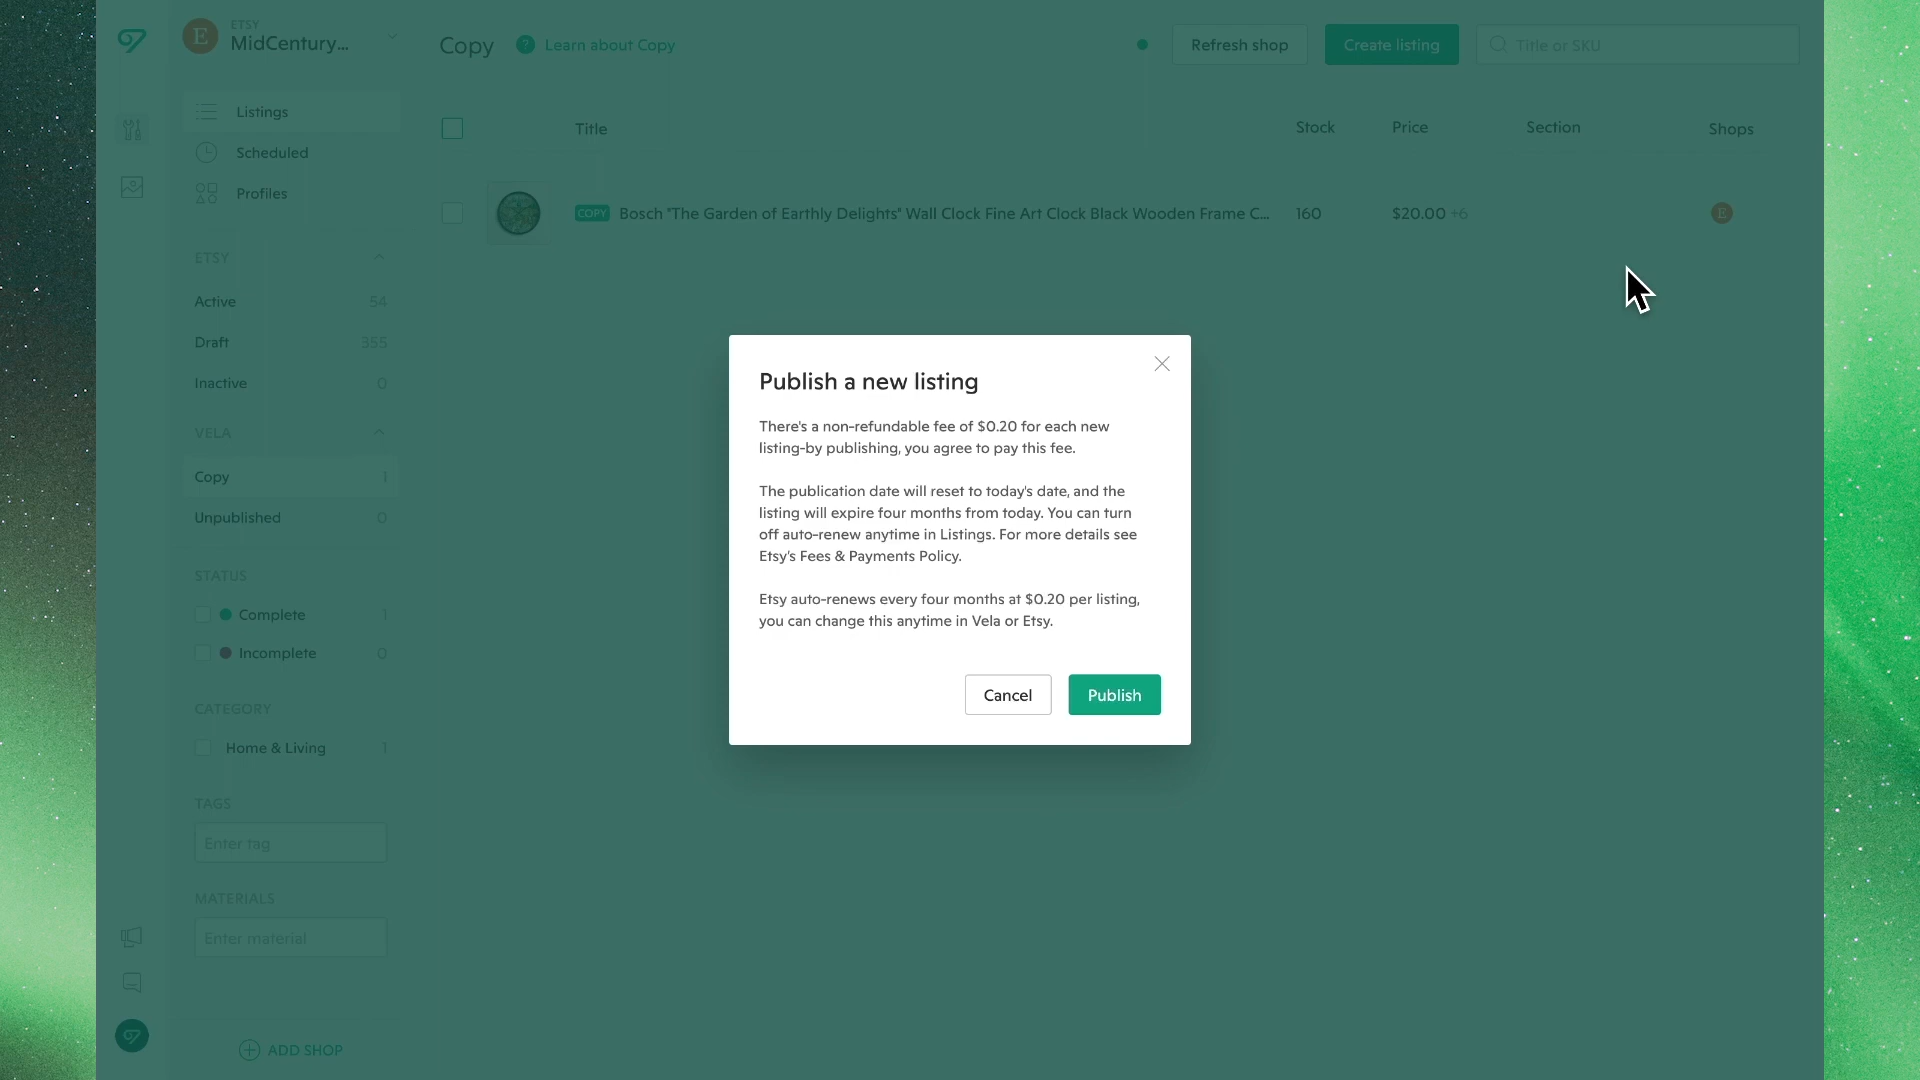 ETSY
E
MidCentury...
Copy
? Learn about Copy
Refresh shop
Create listing
Title or SKU
Listings
Scheduled
Profiles
Title
Stock
Price
Section
Shops
COPY
Bosch "The Garden of Earthly Delights" Wall Clock Fine Art Clock Black Wooden Frame C...
160
$20.00 +6
E
ETSY
Active 54
Draft 355
Inactive 0
VELA
Copy 1
Unpublished 0
STATUS
Complete 1
Incomplete 0
CATEGORY
Home & Living 1
TAGS
Enter tag
MATERIALS
Enter material
ADD SHOP
Publish a new listing
There's a non-refundable fee of $0.20 for each new
listing-by publishing, you agree to pay this fee.
The publication date will reset to today's date, and the
listing will expire four months from today. You can turn
off auto-renew anytime in Listings. For more details see
Etsy's Fees & Payments Policy.
Etsy auto-renews every four months at $0.20 per listing,
you can change this anytime in Vela or Etsy.
Cancel
Publish